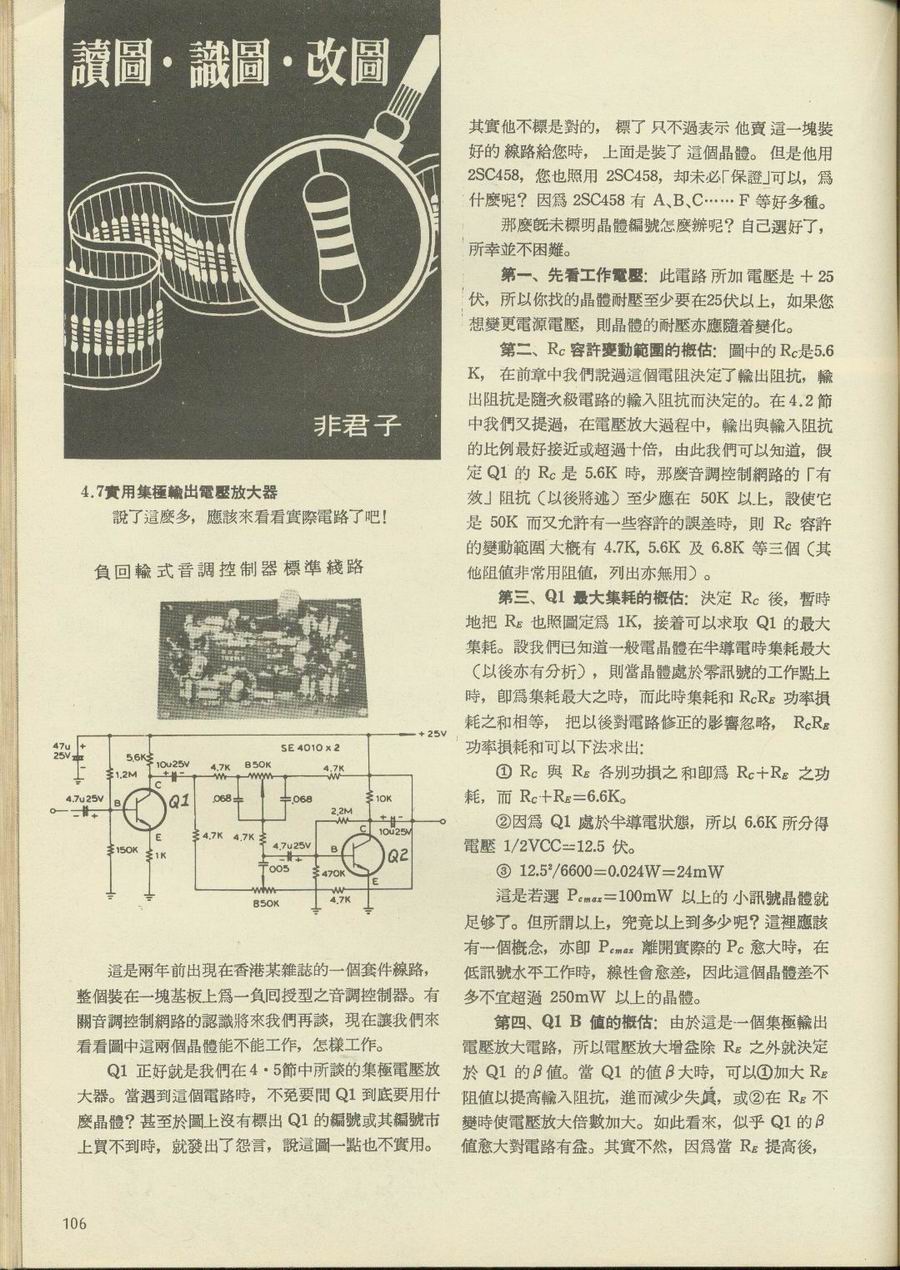 讀圖・識圖・改圖
非君子
4.7實用集極輸出電壓放大器
說了這麼多，應該來看看實際電路了吧！
負回輸式音調控制器標準綫路
+25V
47u
25V
+
-
SE 4010 x 2
5.6K
10u25V
+ -
4.7K
B50K
4.7K
1.2M
C
Q1
.068
.068
10K
4.7u25V
- +
B
2.2M
+ -
10u25V
E
4.7K
4.7K
4.7u25V
- +
B
C
Q2
150K
1K
.005
470K
E
B50K
4.7K
這是兩年前出現在香港某雜誌的一個套件線路，
整個裝在一塊基板上爲一負回授型之音調控制器。有
關音調控制網路的認識將來我們再談，現在讓我們來
看看圖中這兩個晶體能不能工作，怎樣工作。
Q1 正好就是我們在4・5節中所談的集極電壓放
大器。當遇到這個電路時，不免要問 Q1 到底要用什
麼晶體？甚至於圖上沒有標出 Q1 的編號或其編號市
上買不到時，就發出了怨言，說這圖一點也不實用。
106
其實他不標是對的， 標了 只不過表示 他賣 這一塊裝
好的 線路給您時， 上面是裝了 這個晶體。 但是他用
2SC458，您也照用 2SC458，却未必「保證」可以，爲
什麼呢？因爲 2SC458 有 A、B、C…… F 等好多種。
那麼旣未標明晶體編號怎麼辦呢？自己選好了，
所幸並不困難。
第一、先看工作電壓：此電路 所加 電壓是 ＋ 25
伏，所以你找的晶體耐壓至少要在25伏以上，如果您
想變更電源電壓，則晶體的耐壓亦應隨着變化。
第二、Rc 容許變動範圍的概估：圖中的 Rc是5.6
K， 在前章中我們說過這個電阻決定了輸出阻抗，輸
出阻抗是隨次級電路的輸入阻抗而決定的。在 4.2 節
中我們又提過，在電壓放大過程中，輸出與輸入阻抗
的比例最好接近或超過十倍，由此我們可以知道，假
定 Q1 的 Rc 是 5.6K 時，那麼音調控制網路的「有
效」阻抗（以後將述）至少應在 50K 以上，設使它
是 50K 而又允許有一些容許的誤差時，則 Rc 容許
的變動範圍 大概有 4.7K, 5.6K 及 6.8K 等三個（其
他阻值非常用阻值，列出亦無用）。
第三、Q1 最大集耗的概估：決定 Rc 後，暫時
地把 RE 也照圖定爲 1K，接着可以求取 Q1 的最大
集耗。設我們已知道一般電晶體在半導電時集耗最大
（以後亦有分析），則當晶體處於零訊號的工作點上
時，卽爲集耗最大之時，而此時集耗和 RcRE 功率損
耗之和相等， 把以後對電路修正的影響忽略， RcRE
功率損耗和可以下法求出：
① Rc 與 RE 各別功損之 和卽爲 Rc＋RE 之功
耗，而 Rc＋RE＝6.6K。
②因爲 Q1 處於半導電狀態，所以 6.6K 所分得
電壓 1/2VCC＝12.5 伏。
③ 12.5²/6600＝0.024W＝24mW
這是若選 Pcmax＝100mW 以上的 小訊號晶體就
足够了。但所謂以上，究竟以上到多少呢？這裡應該
有一個概念，亦卽 Pcmax 離開實際的 Pc 愈大時，在
低訊號水平工作時，線性會愈差，因此這個晶體差不
多不宜超過 250mW 以上的晶體。
第四、Q1 B 値的概估：由於這是一個集極輸出
電壓放大電路，所以電壓放大增益除 RE 之外就決定
於 Q1 的β値。當 Q1 的値β大時，可以①加大 RE
阻值以提高輸入阻抗，進而減少失眞，或②在 RE 不
變時使電壓放大倍數加大。如此看來，似乎 Q1 的β
値愈大對電路有益。其實不然，因爲當 RE 提高後，